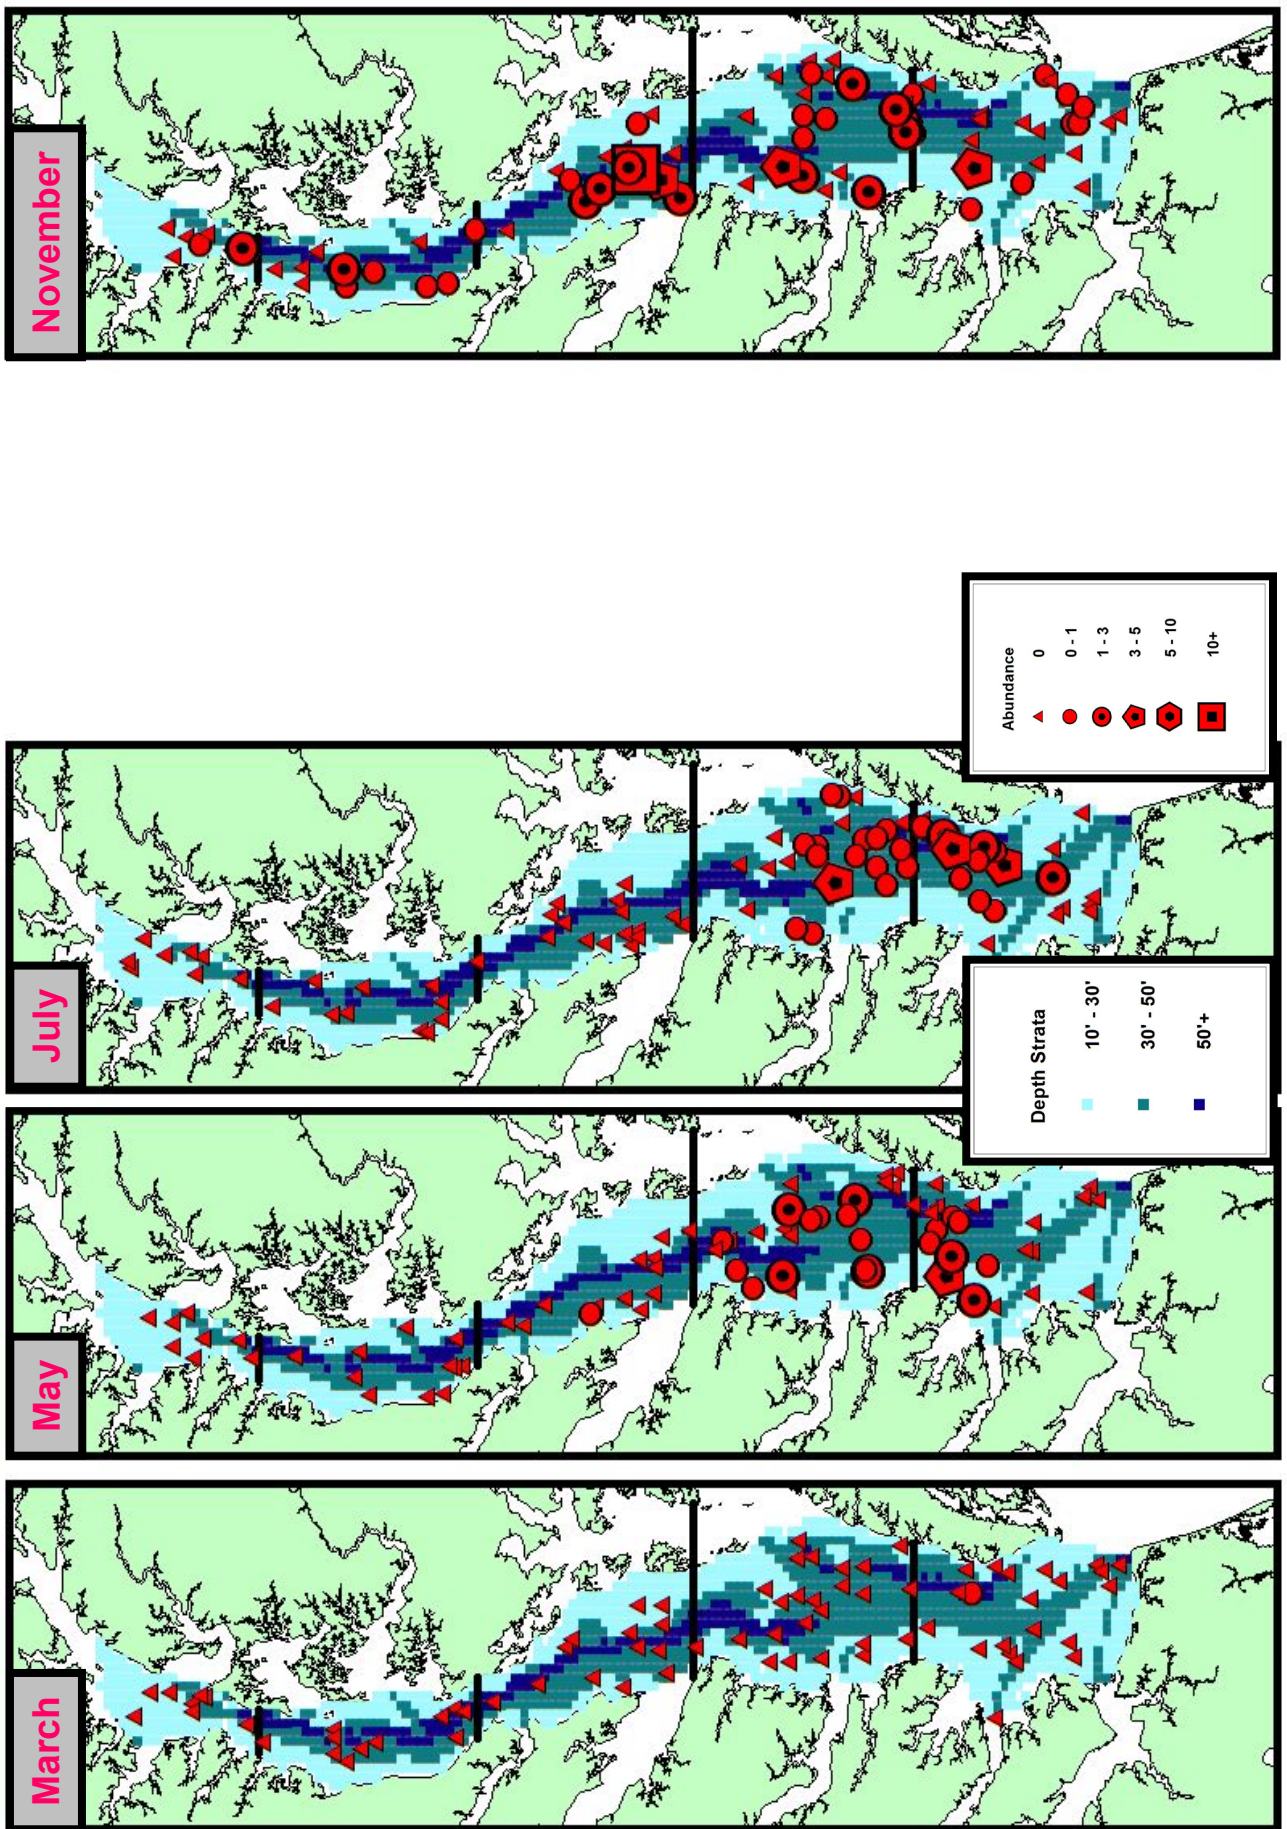 March
May
July
November
Depth Strata
10' - 30'
30' - 50'
50'+
Abundance
0
0 - 1
1 - 3
3 - 5
5 - 10
10+